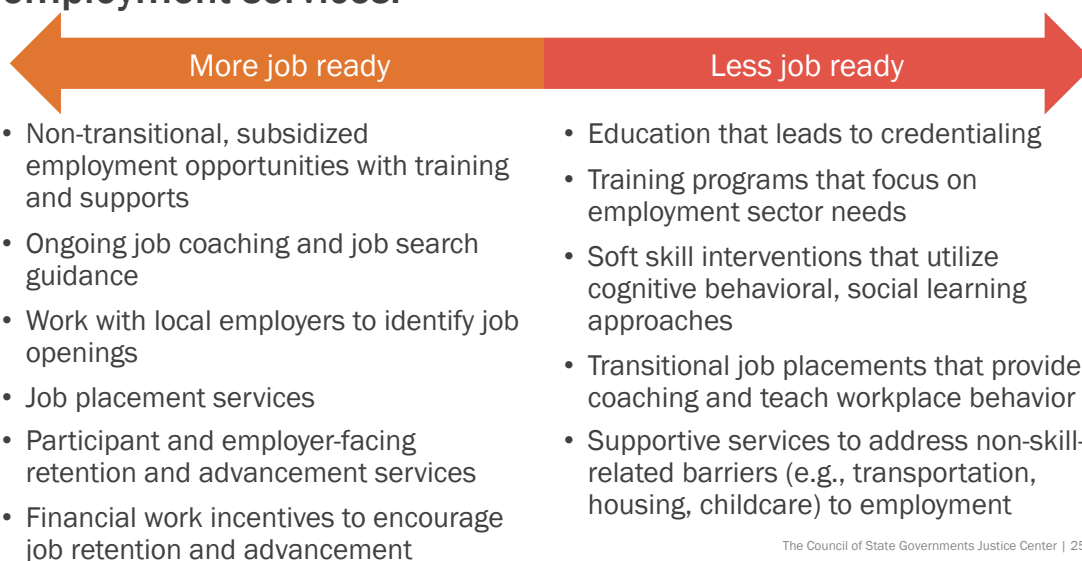 employment services.
More job ready
Less job ready
• Non-transitional, subsidized
employment opportunities with training
and supports
• Ongoing job coaching and job search
guidance
• Work with local employers to identify job
openings
• Job placement services
• Participant and employer-facing
retention and advancement services
• Financial work incentives to encourage
job retention and advancement
• Education that leads to credentialing
• Training programs that focus on
employment sector needs
• Soft skill interventions that utilize
cognitive behavioral, social learning
approaches
• Transitional job placements that provide
coaching and teach workplace behavior
• Supportive services to address non-skill-
related barriers (e.g., transportation,
housing, childcare) to employment
The Council of State Governments Justice Center | 25